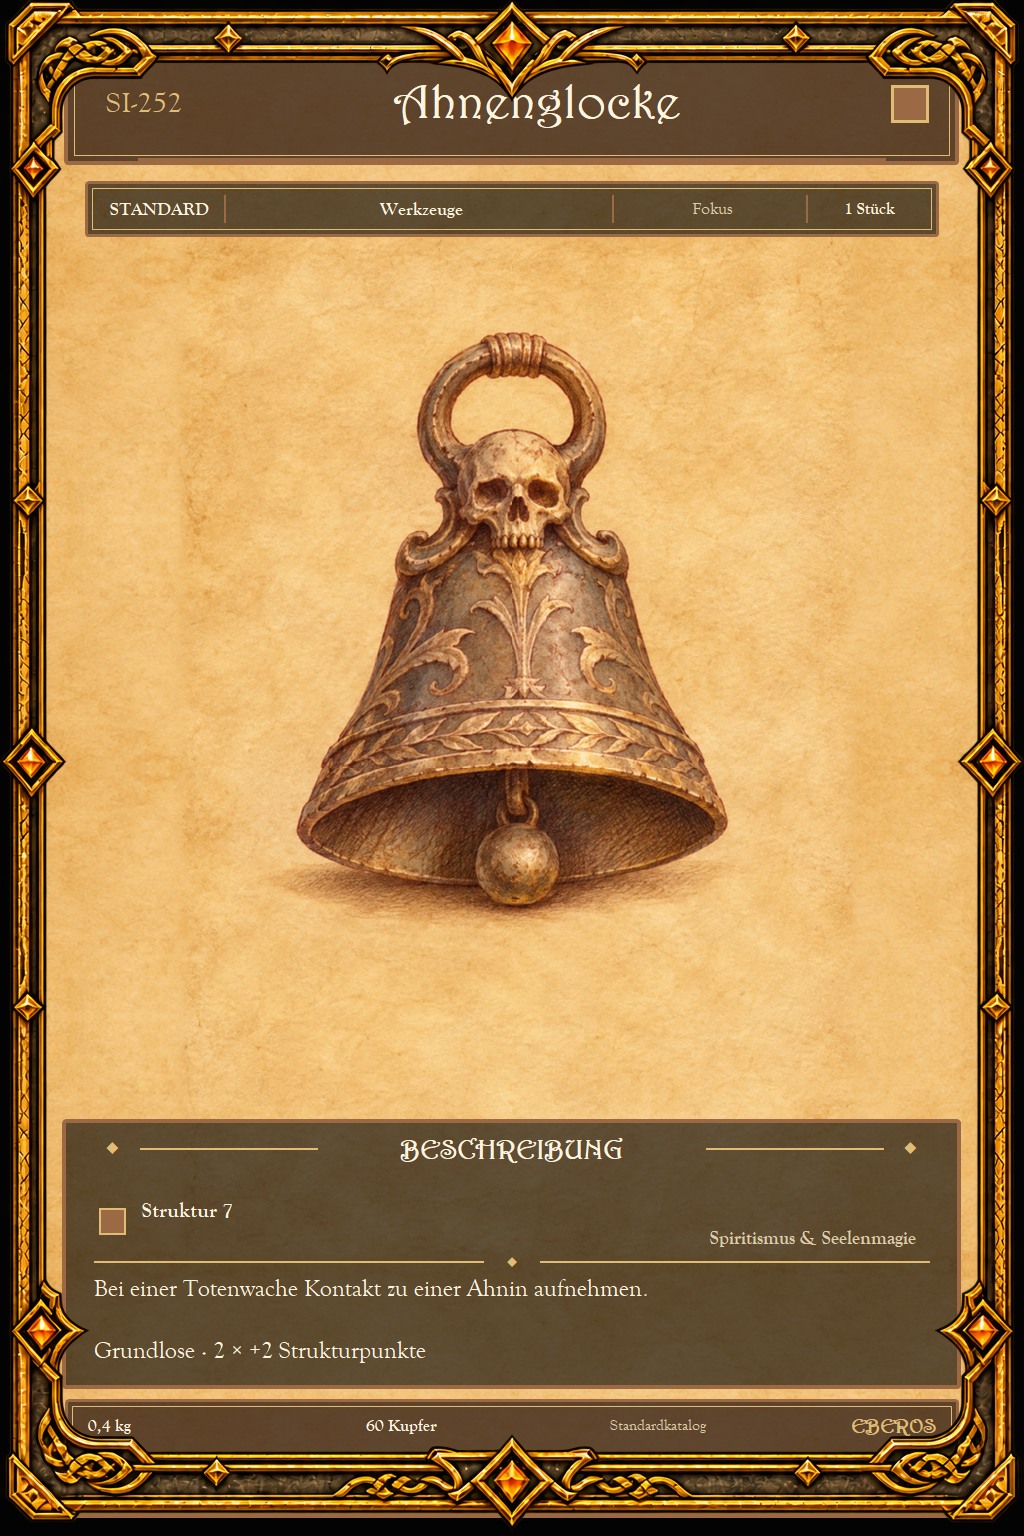 SI-252
Ahnenglocke
STANDARD
Werkzeuge
Fokus
1 Stück
BESCHREIBUNG
Struktur 7
Spiritismus & Seelenmagie
Bei einer Totenwache Kontakt zu einer Ahnin aufnehmen.
Grundlose · 2 × +2 Strukturpunkte
0,4 kg
60 Kupfer
Standardkatalog
EBEROS